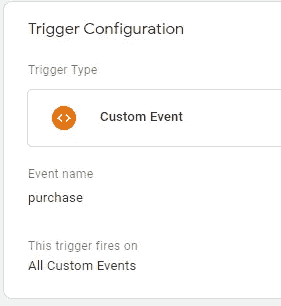 Trigger Configuration
Trigger Type
Custom Event
Event name
purchase
This trigger fires on
All Custom Events